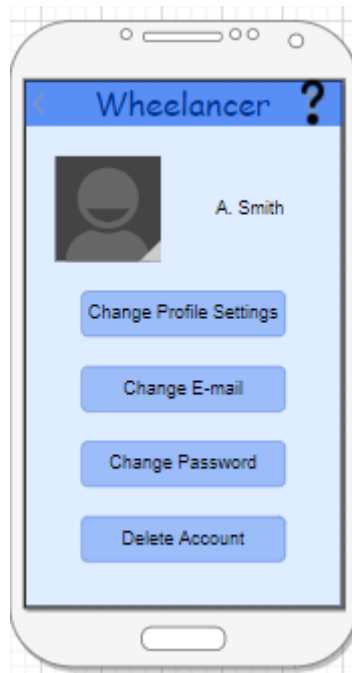 Wheelancer ?
A. Smith
Change Profile Settings
Change E-mail
Change Password
Delete Account